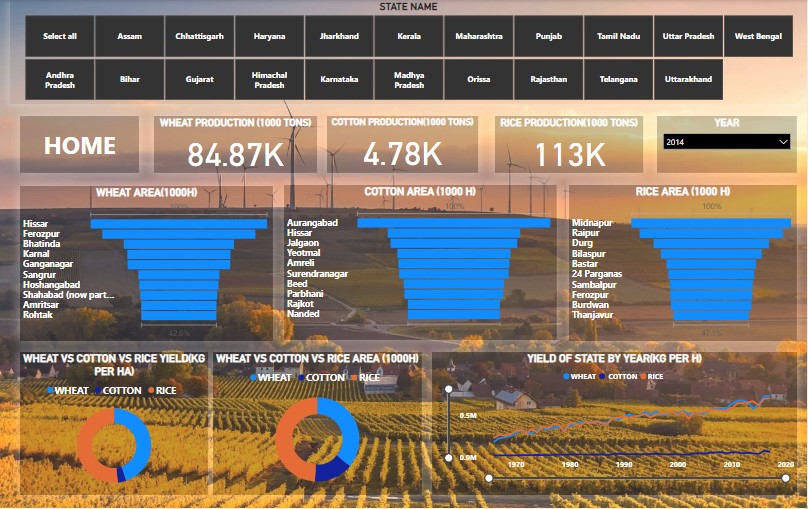 STATE NAME
Select all
Assam
Chhattisgarh
Haryana
Jharkhand
Kerala
Maharashtra
Punjab
Tamil Nadu
Uttar Pradesh
West Bengal
Andhra
Pradesh
Bihar
Gujarat
Himachal
Pradesh
Karnataka
Madhya
Pradesh
Orissa
Rajasthan
Telangana
Uttarakhand
HOME
WHEAT PRODUCTION (1000 TONS)
84.87K
COTTON PRODUCTION(1000 TONS)
4.78K
RICE PRODUCTION(1000 TONS)
113K
YEAR
2014
WHEAT AREA(1000H)
100%
Hissar
Ferozpur
Bhatinda
Karnal
Ganganagar
Sangrur
Hoshangabad
Shahabad (now part...
Amritsar
Rohtak
42.6%
COTTON AREA (1000 H)
100%
Aurangabad
Hissar
Jalgaon
Yeotmal
Amreli
Surendranagar
Beed
Parbhani
Rajkot
Nanded
RICE AREA (1000 H)
100%
Midnapur
Raipur
Durg
Bilaspur
Bastar
24 Parganas
Sambalpur
Ferozpur
Burdwan
Thanjavur
WHEAT VS COTTON VS RICE YIELD(KG
PER HA)
WHEAT COTTON RICE
WHEAT VS COTTON VS RICE AREA (1000H)
WHEAT COTTON RICE
YIELD OF STATE BY YEAR(KG PER H)
WHEAT COTTON RICE
0.5M
0.0M
1970 1980 1990 2000 2010 2020